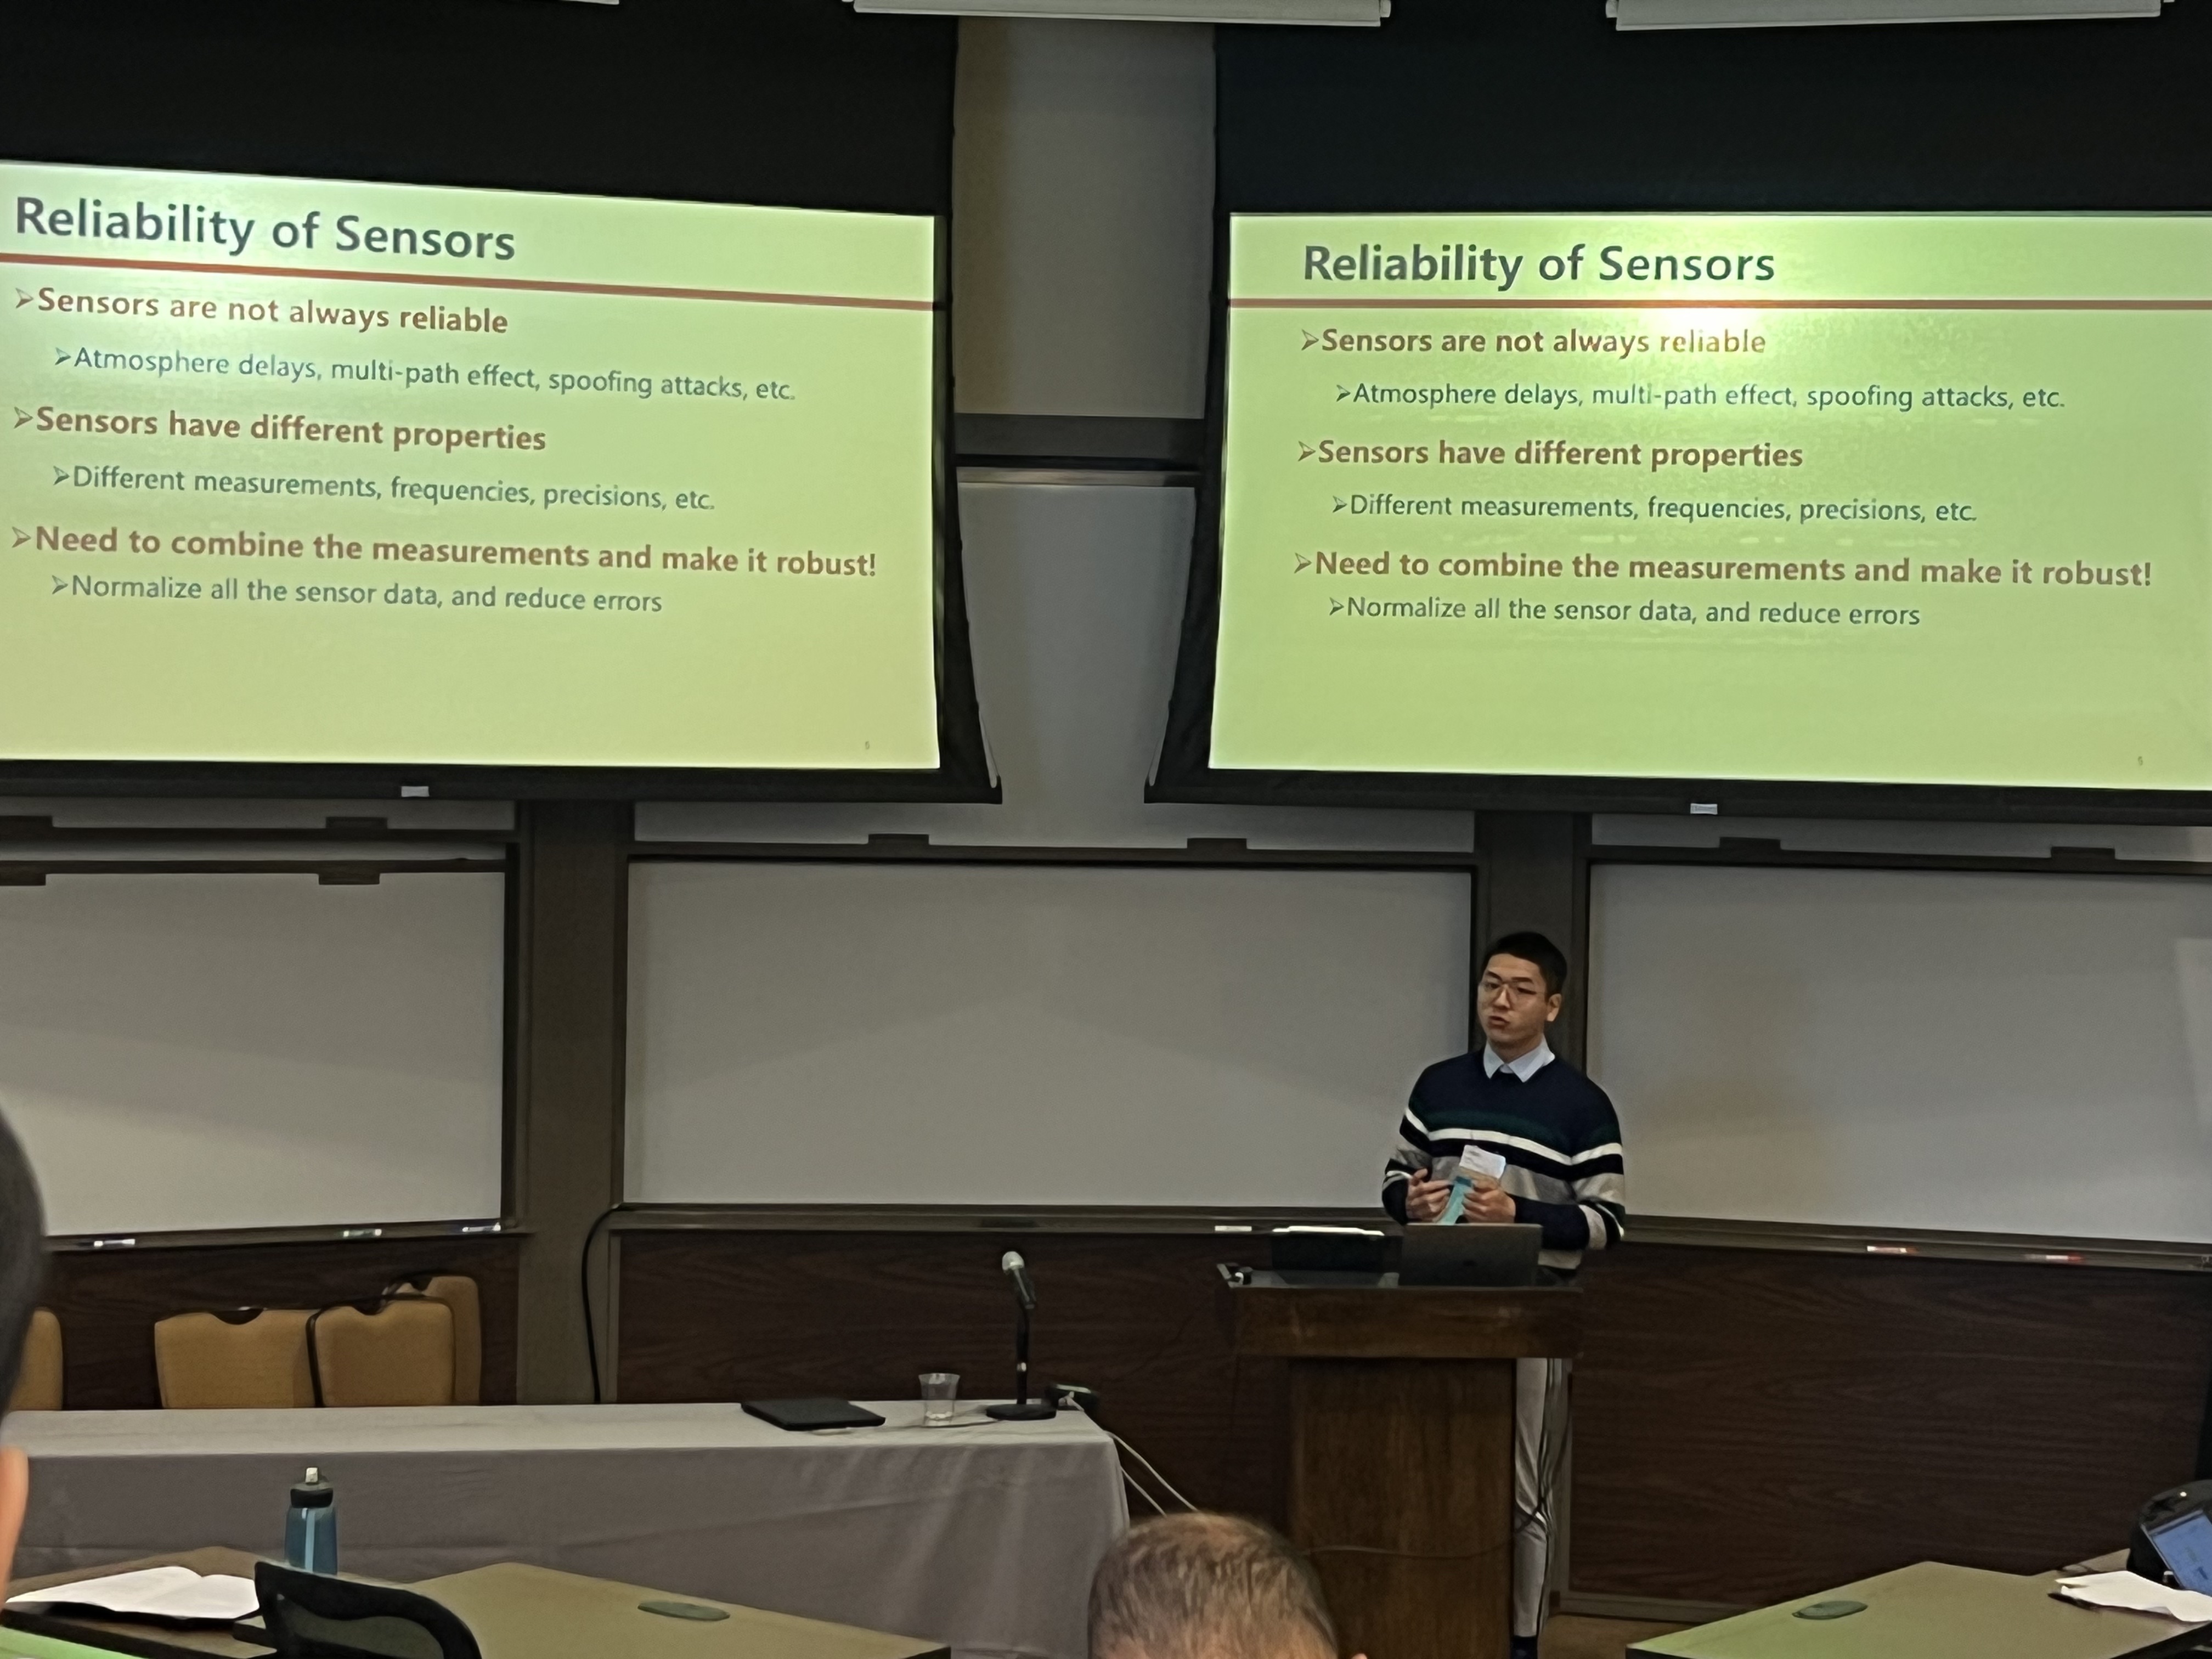 Reliability of Sensors
➢Sensors are not always reliable
➢Atmosphere delays, multi-path effect, spoofing attacks, etc.
➢Sensors have different properties
➢Different measurements, frequencies, precisions, etc.
➢Need to combine the measurements and make it robust!
➢Normalize all the sensor data, and reduce errors
5
Reliability of Sensors
➢Sensors are not always reliable
➢Atmosphere delays, multi-path effect, spoofing attacks, etc.
➢Sensors have different properties
➢Different measurements, frequencies, precisions, etc.
➢Need to combine the measurements and make it robust!
➢Normalize all the sensor data, and reduce errors
5